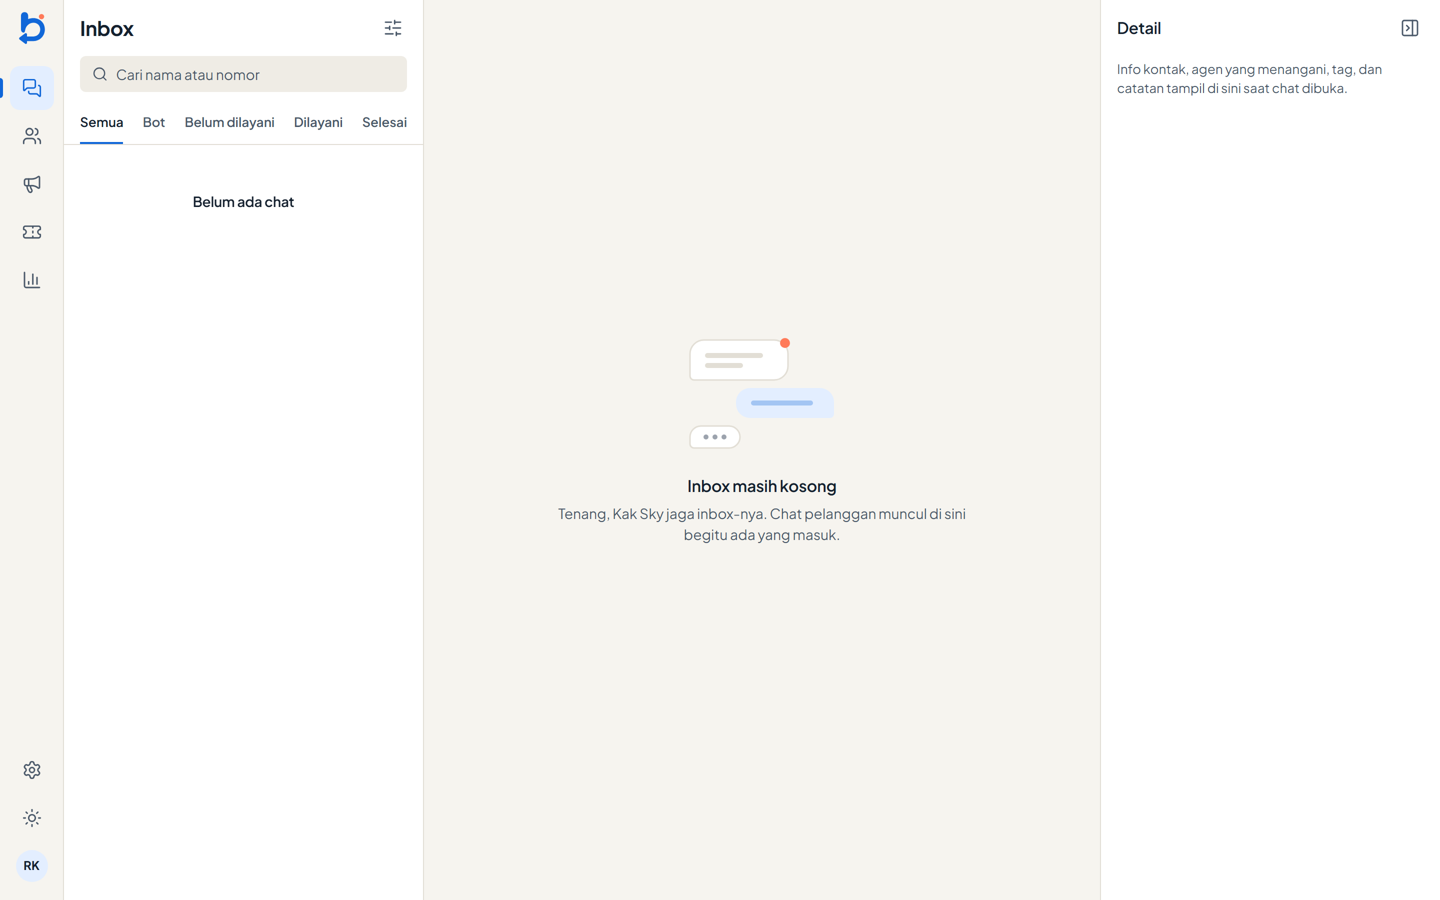 Inbox
Cari nama atau nomor
Semua Bot Belum dilayani Dilayani Selesai
Belum ada chat
Inbox masih kosong
Tenang, Kak Sky jaga inbox-nya. Chat pelanggan muncul di sini
begitu ada yang masuk.
Detail
Info kontak, agen yang menangani, tag, dan
catatan tampil di sini saat chat dibuka.
RK